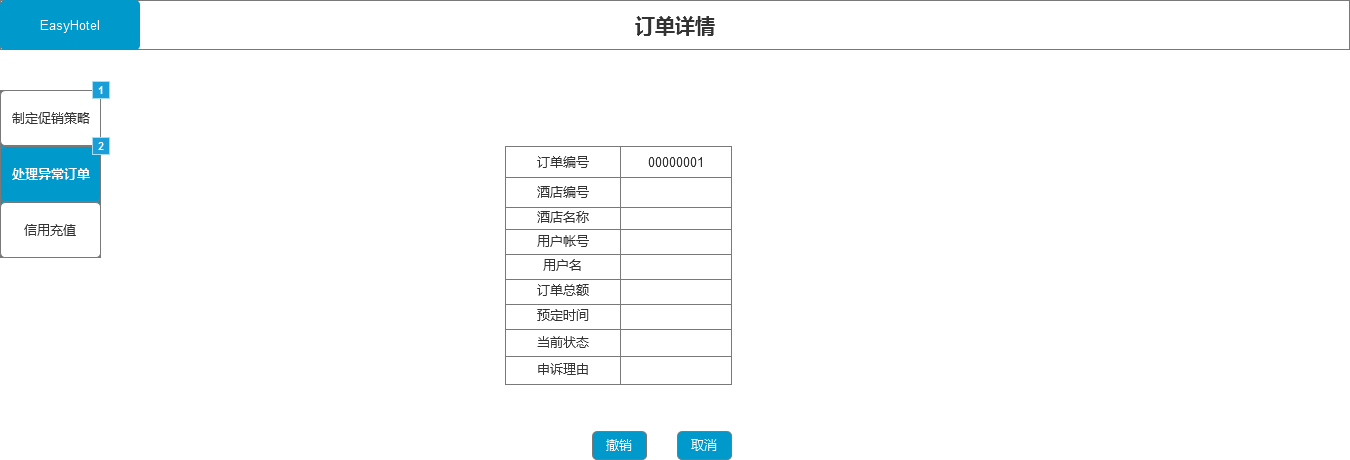 EasyHotel
订单详情
1
制定促销策略
2
处理异常订单
信用充值
订单编号 00000001
酒店编号
酒店名称
用户帐号
用户名
订单总额
预定时间
当前状态
申诉理由
撤销 取消